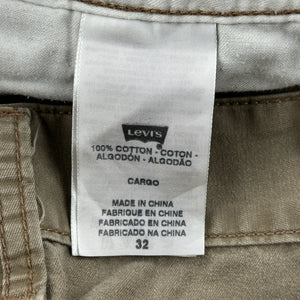 Levi's
100% COTTON - COTON -
ALGODÓN - ALGODÃO
CARGO
MADE IN CHINA
FABRIQUE EN CHINE
FABRICADO EN CHINA
FABRICADO NA CHINA
32